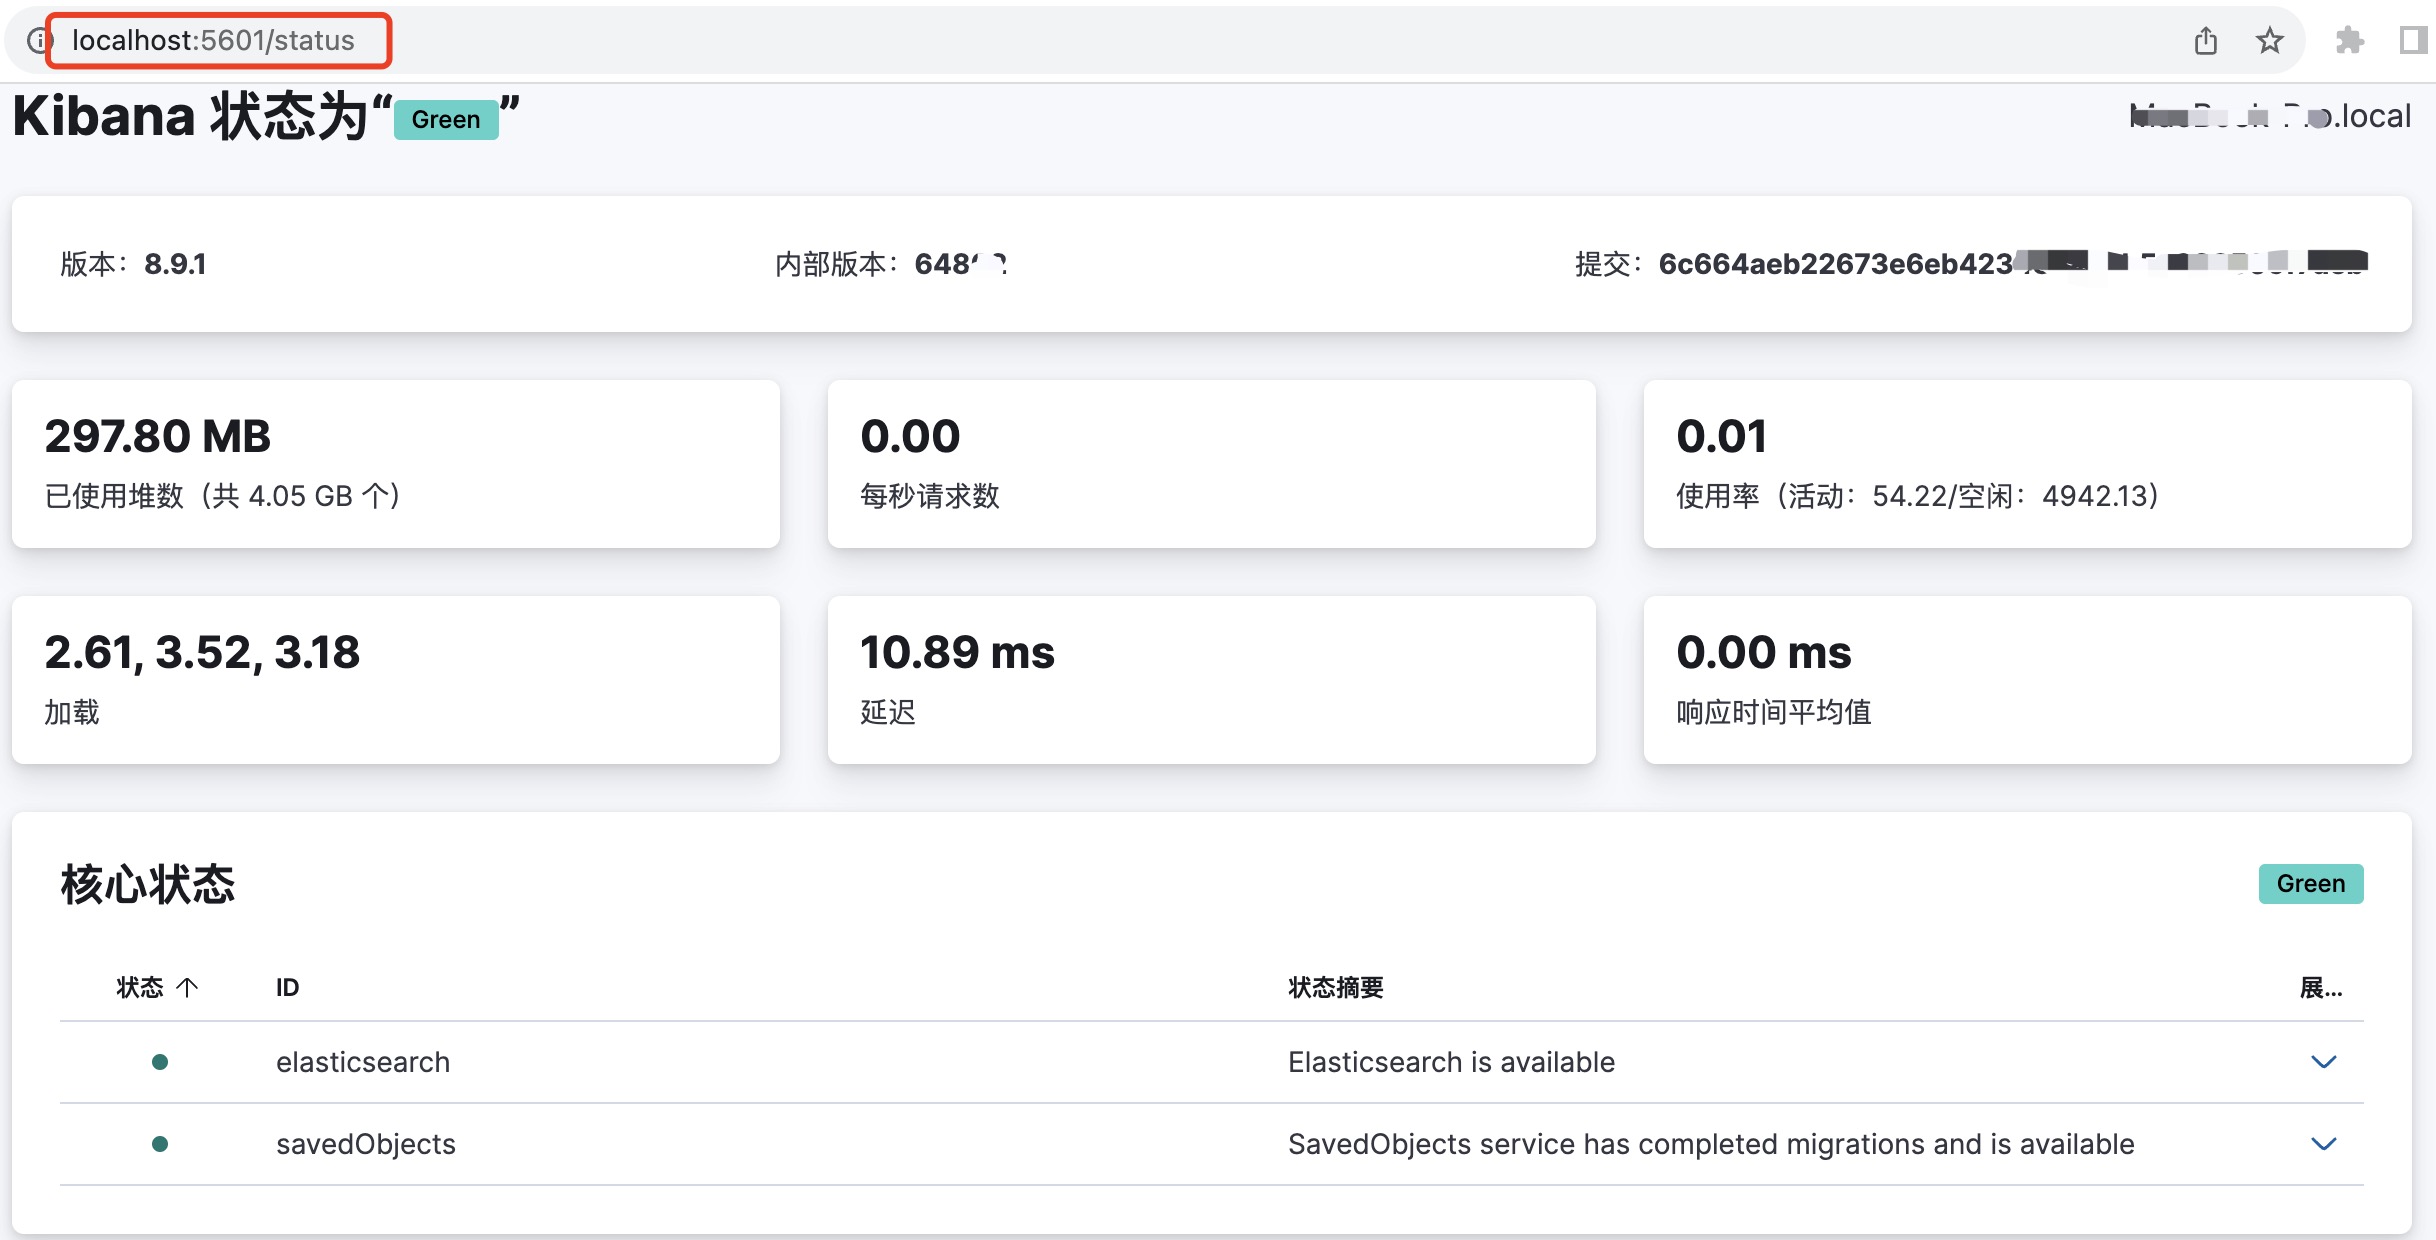 localhost:5601/status
Kibana 状态为“Green”
.local
版本：8.9.1
内部版本：648
提交：6c664aeb22673e6eb423
297.80 MB
已使用堆数（共 4.05 GB 个）
0.00
每秒请求数
0.01
使用率（活动：54.22/空闲：4942.13）
2.61, 3.52, 3.18
加载
10.89 ms
延迟
0.00 ms
响应时间平均值
核心状态
Green
状态 ID 状态摘要 展...
elasticsearch Elasticsearch is available
savedObjects SavedObjects service has completed migrations and is available